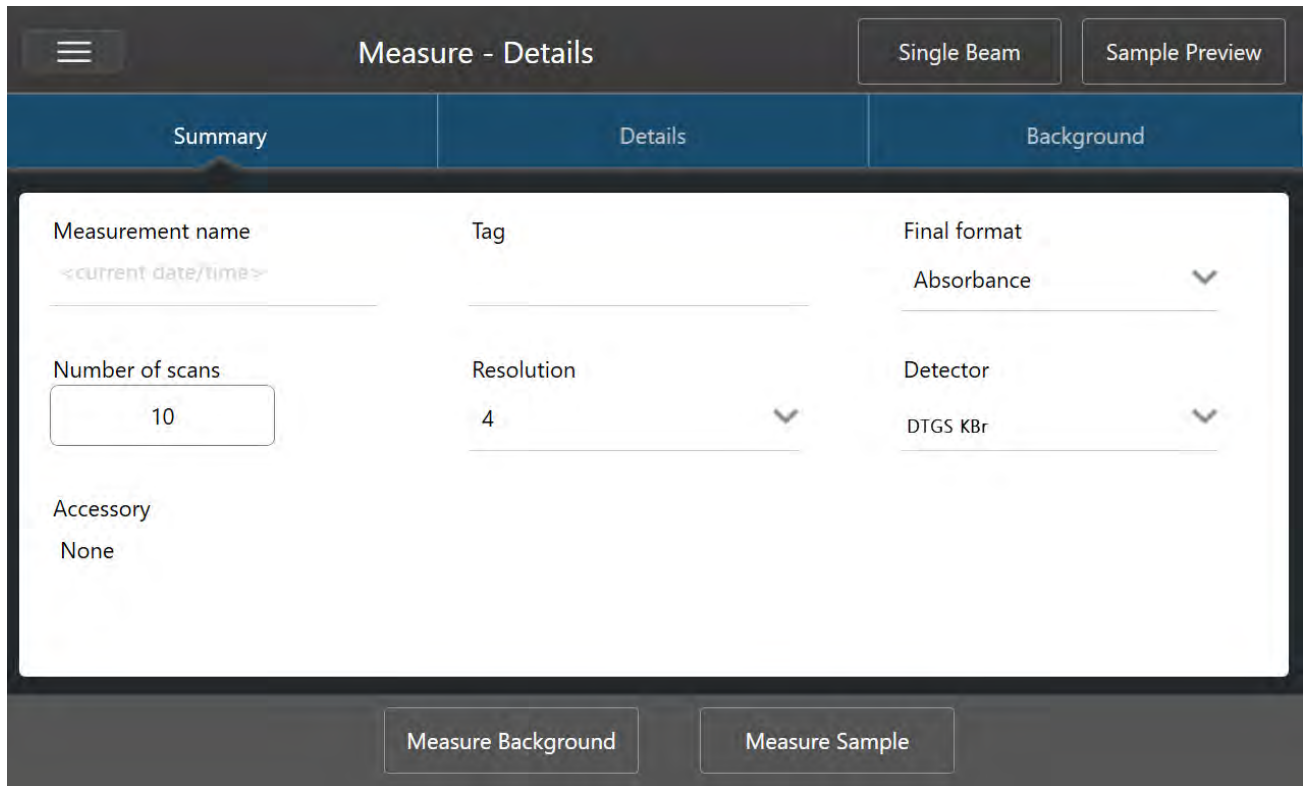 Measure - Details
Single Beam
Sample Preview
Summary
Details
Background
Measurement name
Tag
Final format
<current date/time>
Absorbance
Number of scans
Resolution
Detector
10
4
DTGS KBr
Accessory
None
Measure Background
Measure Sample